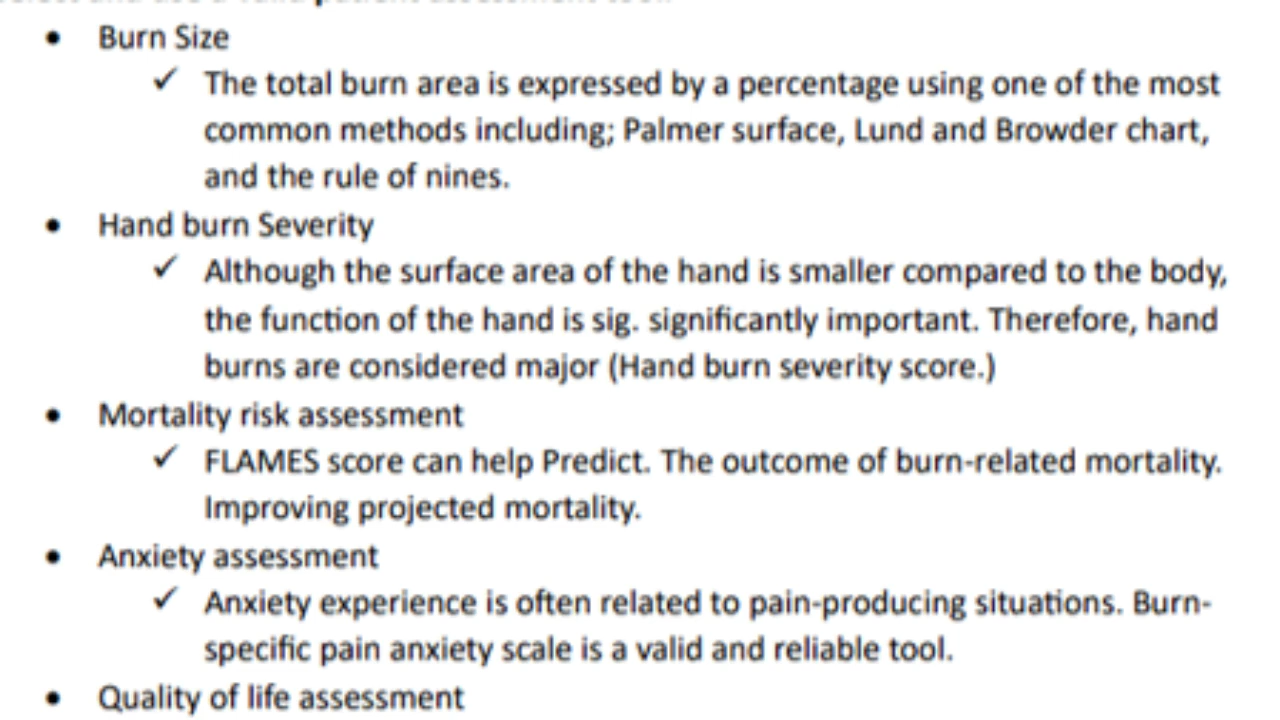 • Burn Size
✓ The total burn area is expressed by a percentage using one of the most
common methods including; Palmer surface, Lund and Browder chart,
and the rule of nines.
• Hand burn Severity
✓ Although the surface area of the hand is smaller compared to the body,
the function of the hand is sig. significantly important. Therefore, hand
burns are considered major (Hand burn severity score.)
• Mortality risk assessment
✓ FLAMES score can help Predict. The outcome of burn-related mortality.
Improving projected mortality.
• Anxiety assessment
✓ Anxiety experience is often related to pain-producing situations. Burn-
specific pain anxiety scale is a valid and reliable tool.
• Quality of life assessment